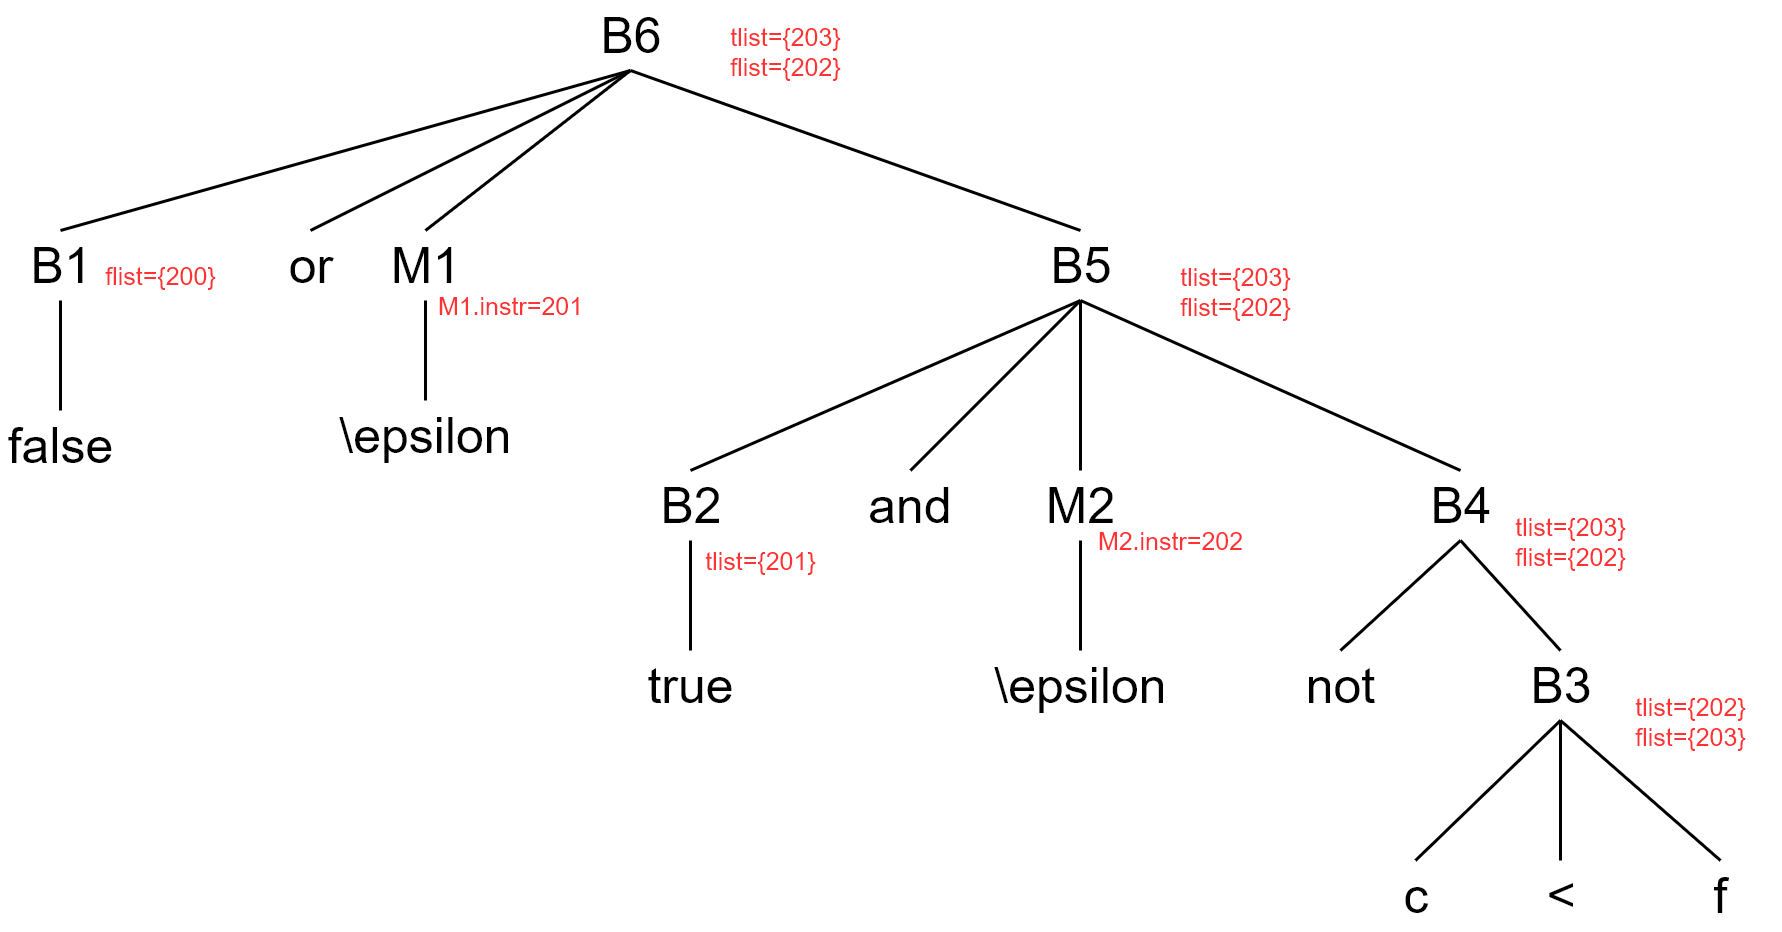 B6
tlist={203}
flist={202}
B1
flist={200}
or
M1
M1.instr=201
B5
tlist={203}
flist={202}
false
\epsilon
B2
tlist={201}
and
M2
M2.instr=202
B4
tlist={203}
flist={202}
true
\epsilon
not
B3
tlist={202}
flist={203}
c
<
f